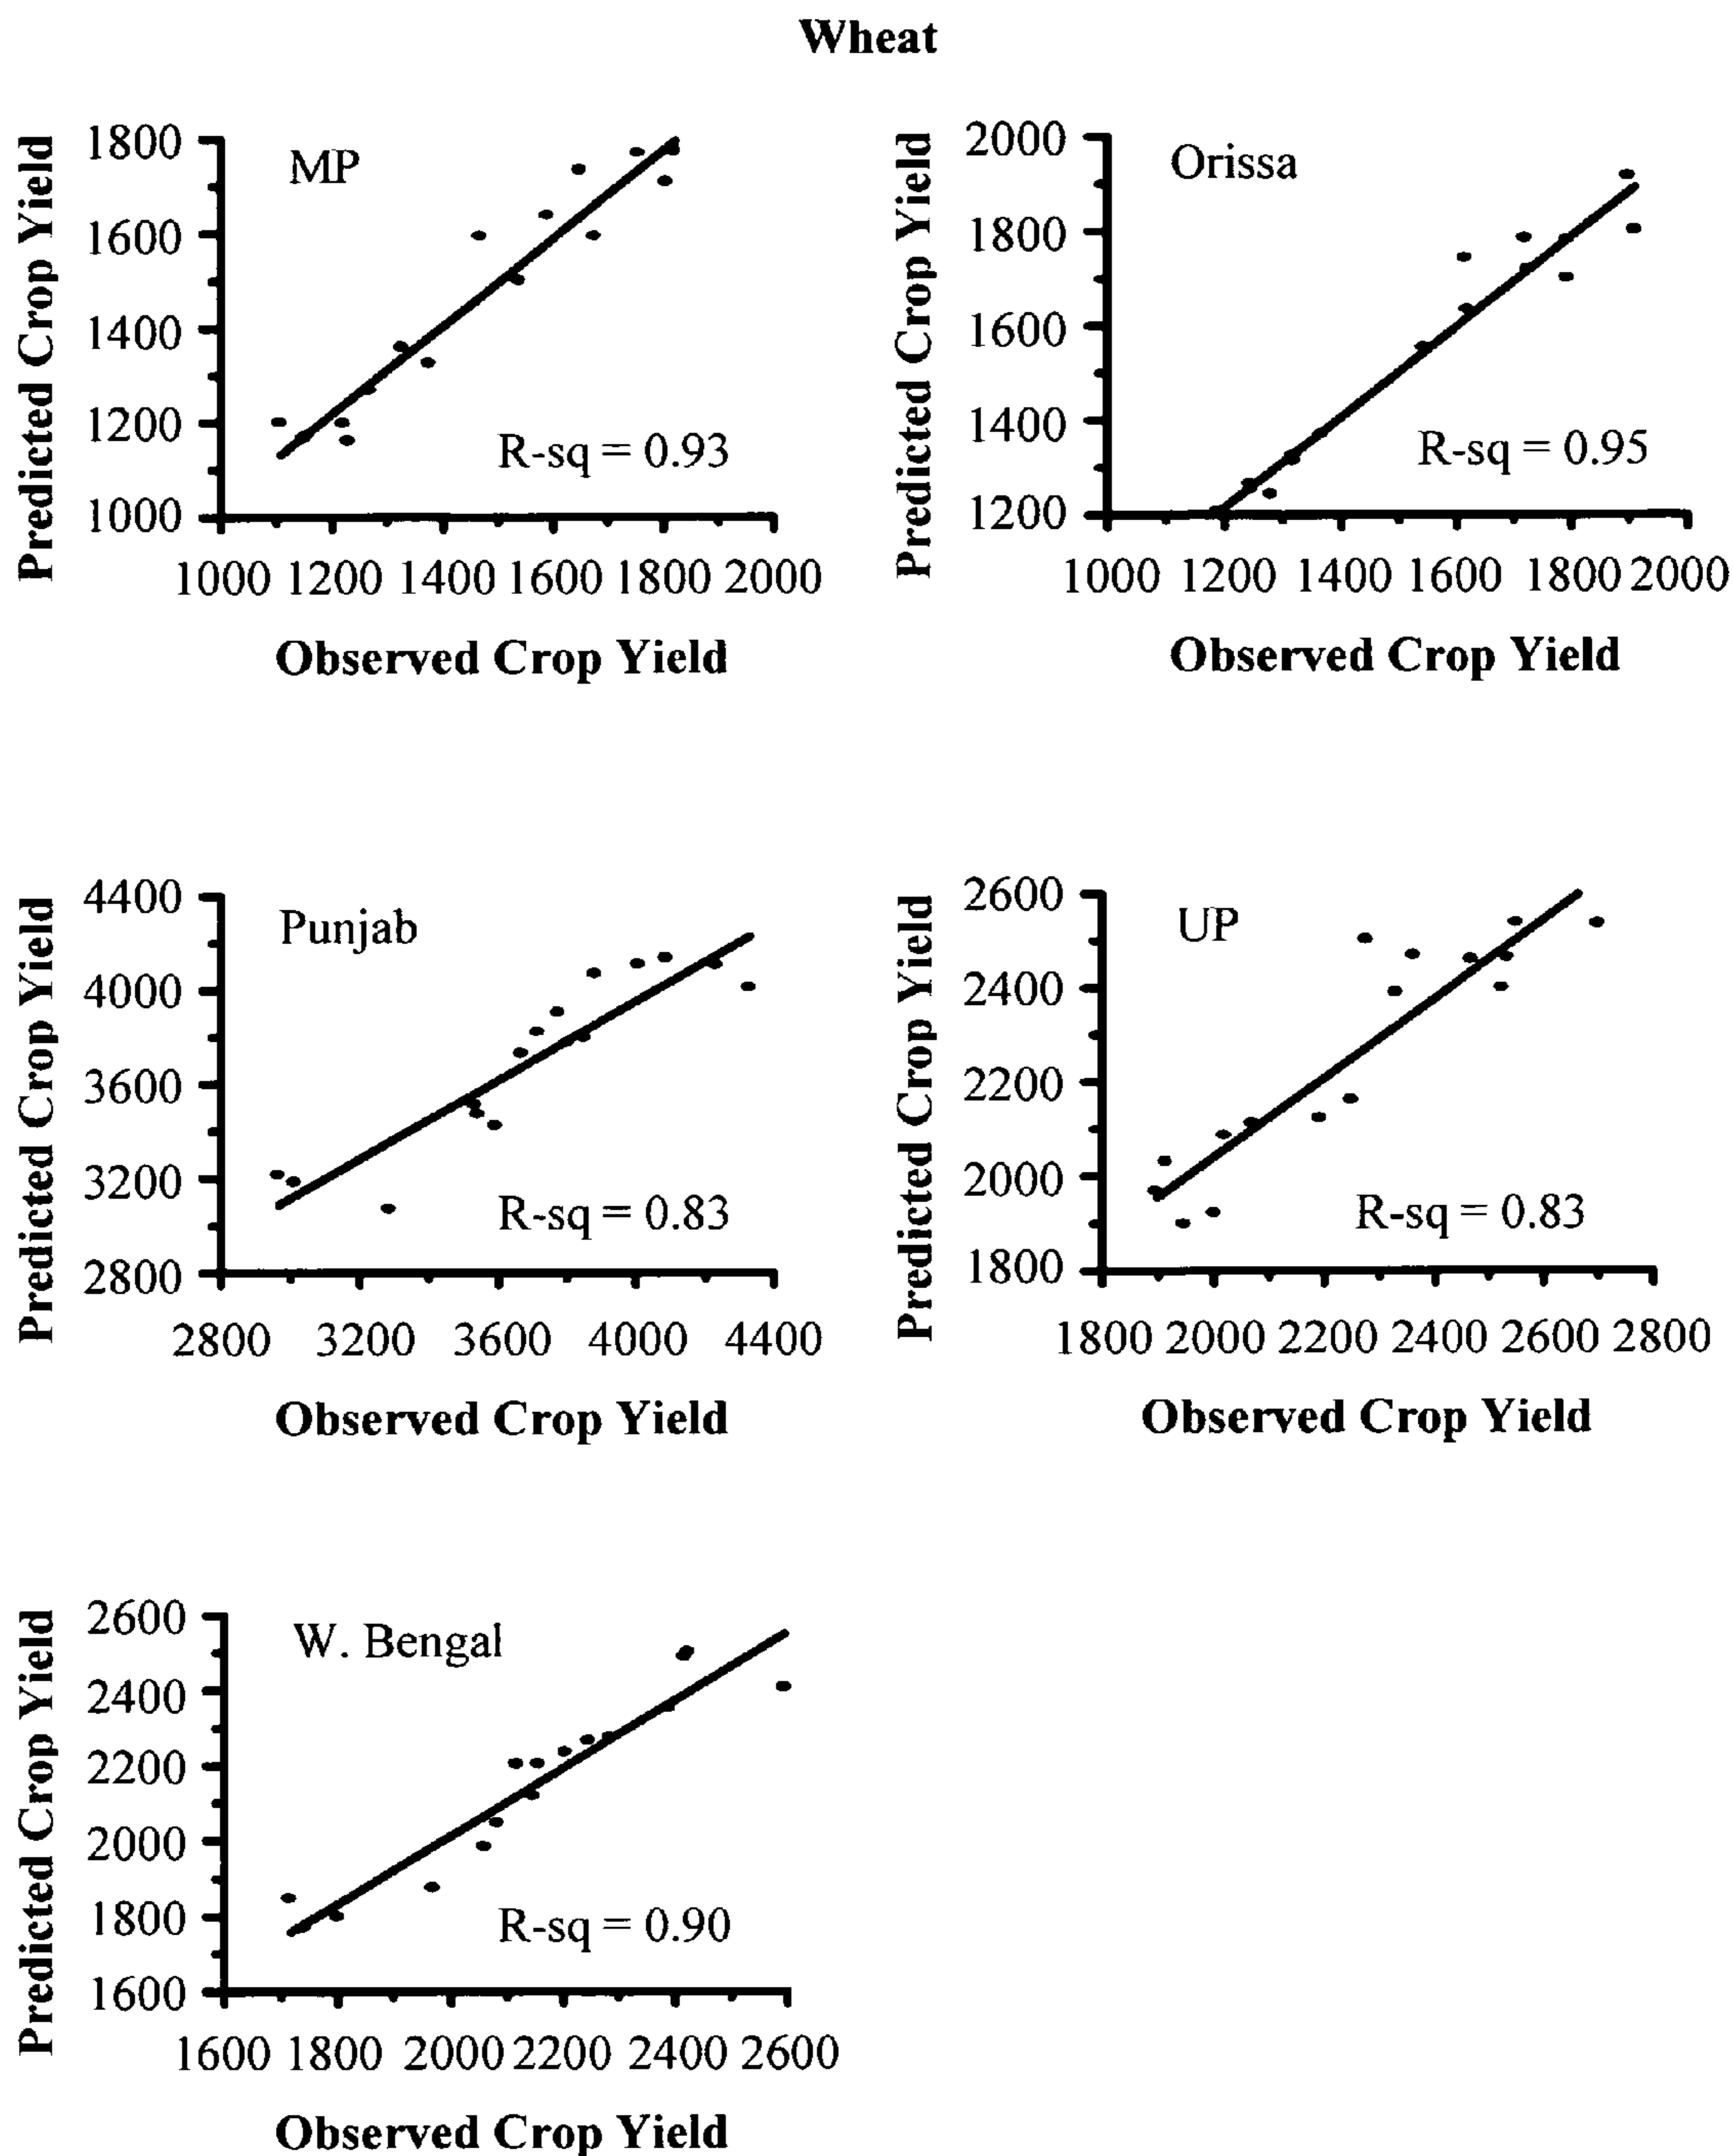 Wheat
Predicted Crop Yield
1800
1600
1400
1200
1000
MP
R-sq = 0.93
1000 1200 1400 1600 1800 2000
Observed Crop Yield
Predicted Crop Yield
2000
1800
1600
1400
1200
Orissa
R-sq = 0.95
1000 1200 1400 1600 1800 2000
Observed Crop Yield
Predicted Crop Yield
4400
4000
3600
3200
2800
Punjab
R-sq = 0.83
2800 3200 3600 4000 4400
Observed Crop Yield
Predicted Crop Yield
2600
2400
2200
2000
1800
UP
R-sq = 0.83
1800 2000 2200 2400 2600 2800
Observed Crop Yield
Predicted Crop Yield
2600
2400
2200
2000
1800
1600
W. Bengal
R-sq = 0.90
1600 1800 2000 2200 2400 2600
Observed Crop Yield